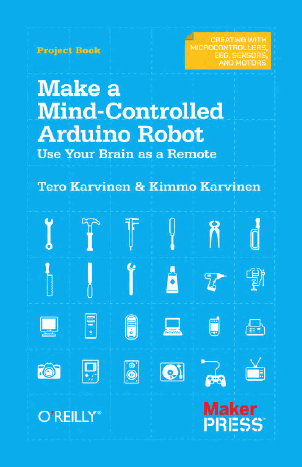 Project Book
CREATING WITH
MICROCONTROLLERS,
EEG, SENSORS,
AND MOTORS
Make a
Mind-Controlled
Arduino Robot
Use Your Brain as a Remote
Tero Karvinen & Kimmo Karvinen
O'REILLY®
Maker
PRESS